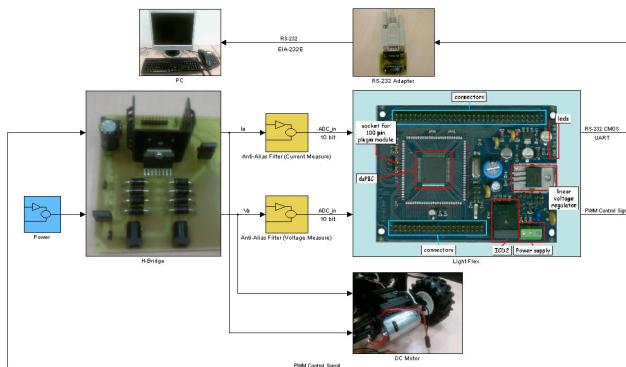 RS-232
EIA-232E
PC
RS-232 Adapter
connectors
leds
socket for
100 pin
plugin module
RS-232 CMOS
UART
Ia
ADC_in
10 bit
Anti-Alias Filter (Current Measure)
dsPIC
linear
voltage
regulator
Va
ADC_in
10 bit
PWM Control Sign
Power
Anti-Alias Filter (Voltage Measure)
connectors
ICD2
Power supply
H-Bridge
Light Flex
DC Motor
PWM Control Signal